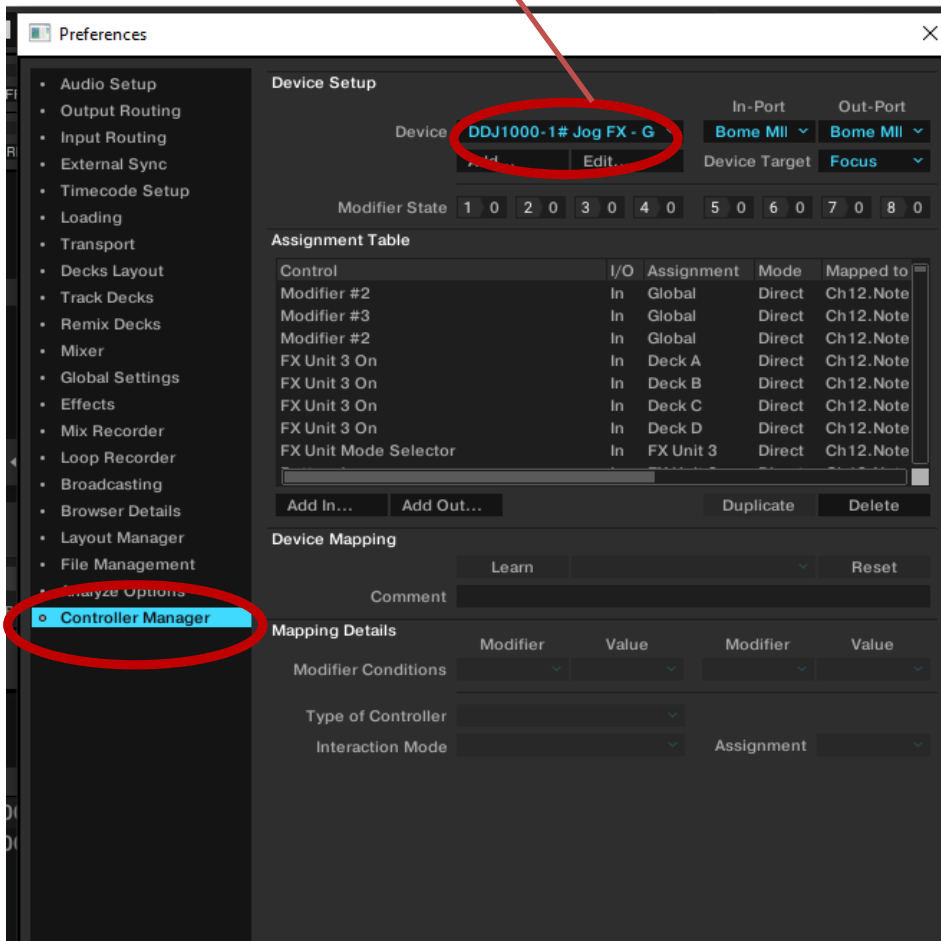 Preferences
Audio Setup
Output Routing
Input Routing
External Sync
Timecode Setup
Loading
Transport
Decks Layout
Track Decks
Remix Decks
Mixer
Global Settings
Effects
Mix Recorder
Loop Recorder
Broadcasting
Browser Details
Layout Manager
File Management
Analyze Options
Controller Manager
Device Setup
In-Port Out-Port
Device DDJ1000-1# Jog FX - G Bome MII Bome MII
Add... Edit... Device Target Focus
Modifier State 1 0 2 0 3 0 4 0 5 0 6 0 7 0 8 0
Assignment Table
Control I/O Assignment Mode Mapped to
Modifier #2 In Global Direct Ch12.Note
Modifier #3 In Global Direct Ch12.Note
Modifier #2 In Global Direct Ch12.Note
FX Unit 3 On In Deck A Direct Ch12.Note
FX Unit 3 On In Deck B Direct Ch12.Note
FX Unit 3 On In Deck C Direct Ch12.Note
FX Unit 3 On In Deck D Direct Ch12.Note
FX Unit Mode Selector In FX Unit 3 Direct Ch12.Note
Add In... Add Out... Duplicate Delete
Device Mapping
Learn Reset
Comment
Mapping Details
Modifier Value Modifier Value
Modifier Conditions
Type of Controller
Interaction Mode Assignment